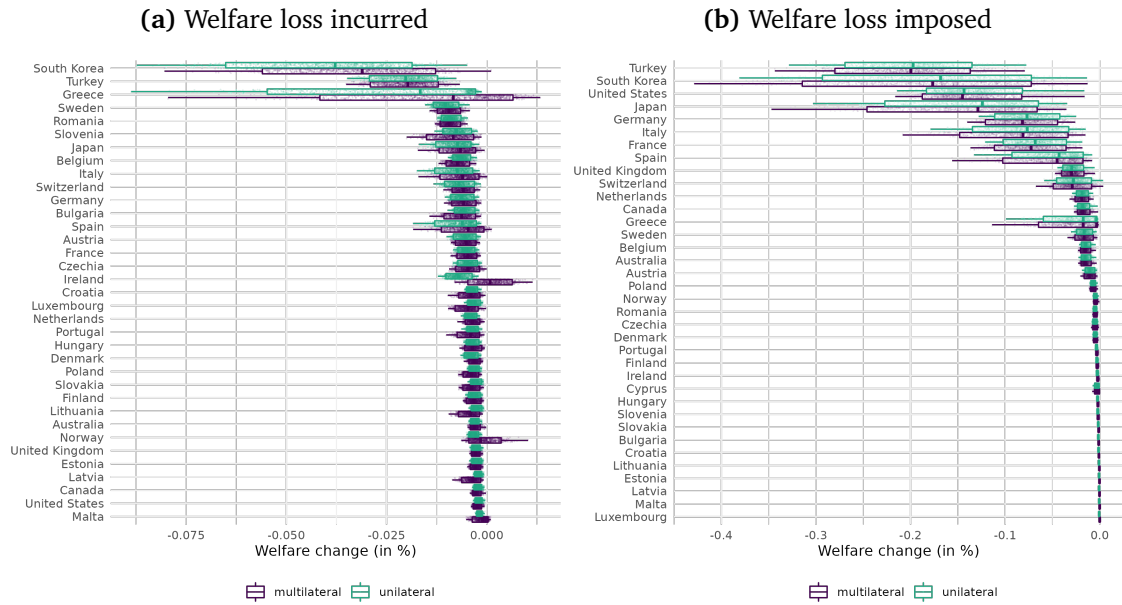 (a) Welfare loss incurred
South Korea
Turkey
Greece
Sweden
Romania
Slovenia
Japan
Belgium
Italy
Switzerland
Germany
Bulgaria
Spain
Austria
France
Czechia
Ireland
Croatia
Luxembourg
Netherlands
Portugal
Hungary
Denmark
Poland
Slovakia
Finland
Lithuania
Australia
Norway
United Kingdom
Estonia
Latvia
Canada
United States
Malta
-0.075 -0.050 -0.025 0.000
Welfare change (in %)
multilateral unilateral
(b) Welfare loss imposed
Turkey
South Korea
United States
Japan
Germany
Italy
France
Spain
United Kingdom
Switzerland
Netherlands
Canada
Greece
Sweden
Belgium
Australia
Austria
Poland
Norway
Romania
Czechia
Denmark
Portugal
Finland
Ireland
Cyprus
Hungary
Slovenia
Slovakia
Bulgaria
Croatia
Lithuania
Estonia
Latvia
Malta
Luxembourg
-0.4 -0.3 -0.2 -0.1 0.0
Welfare change (in %)
multilateral unilateral